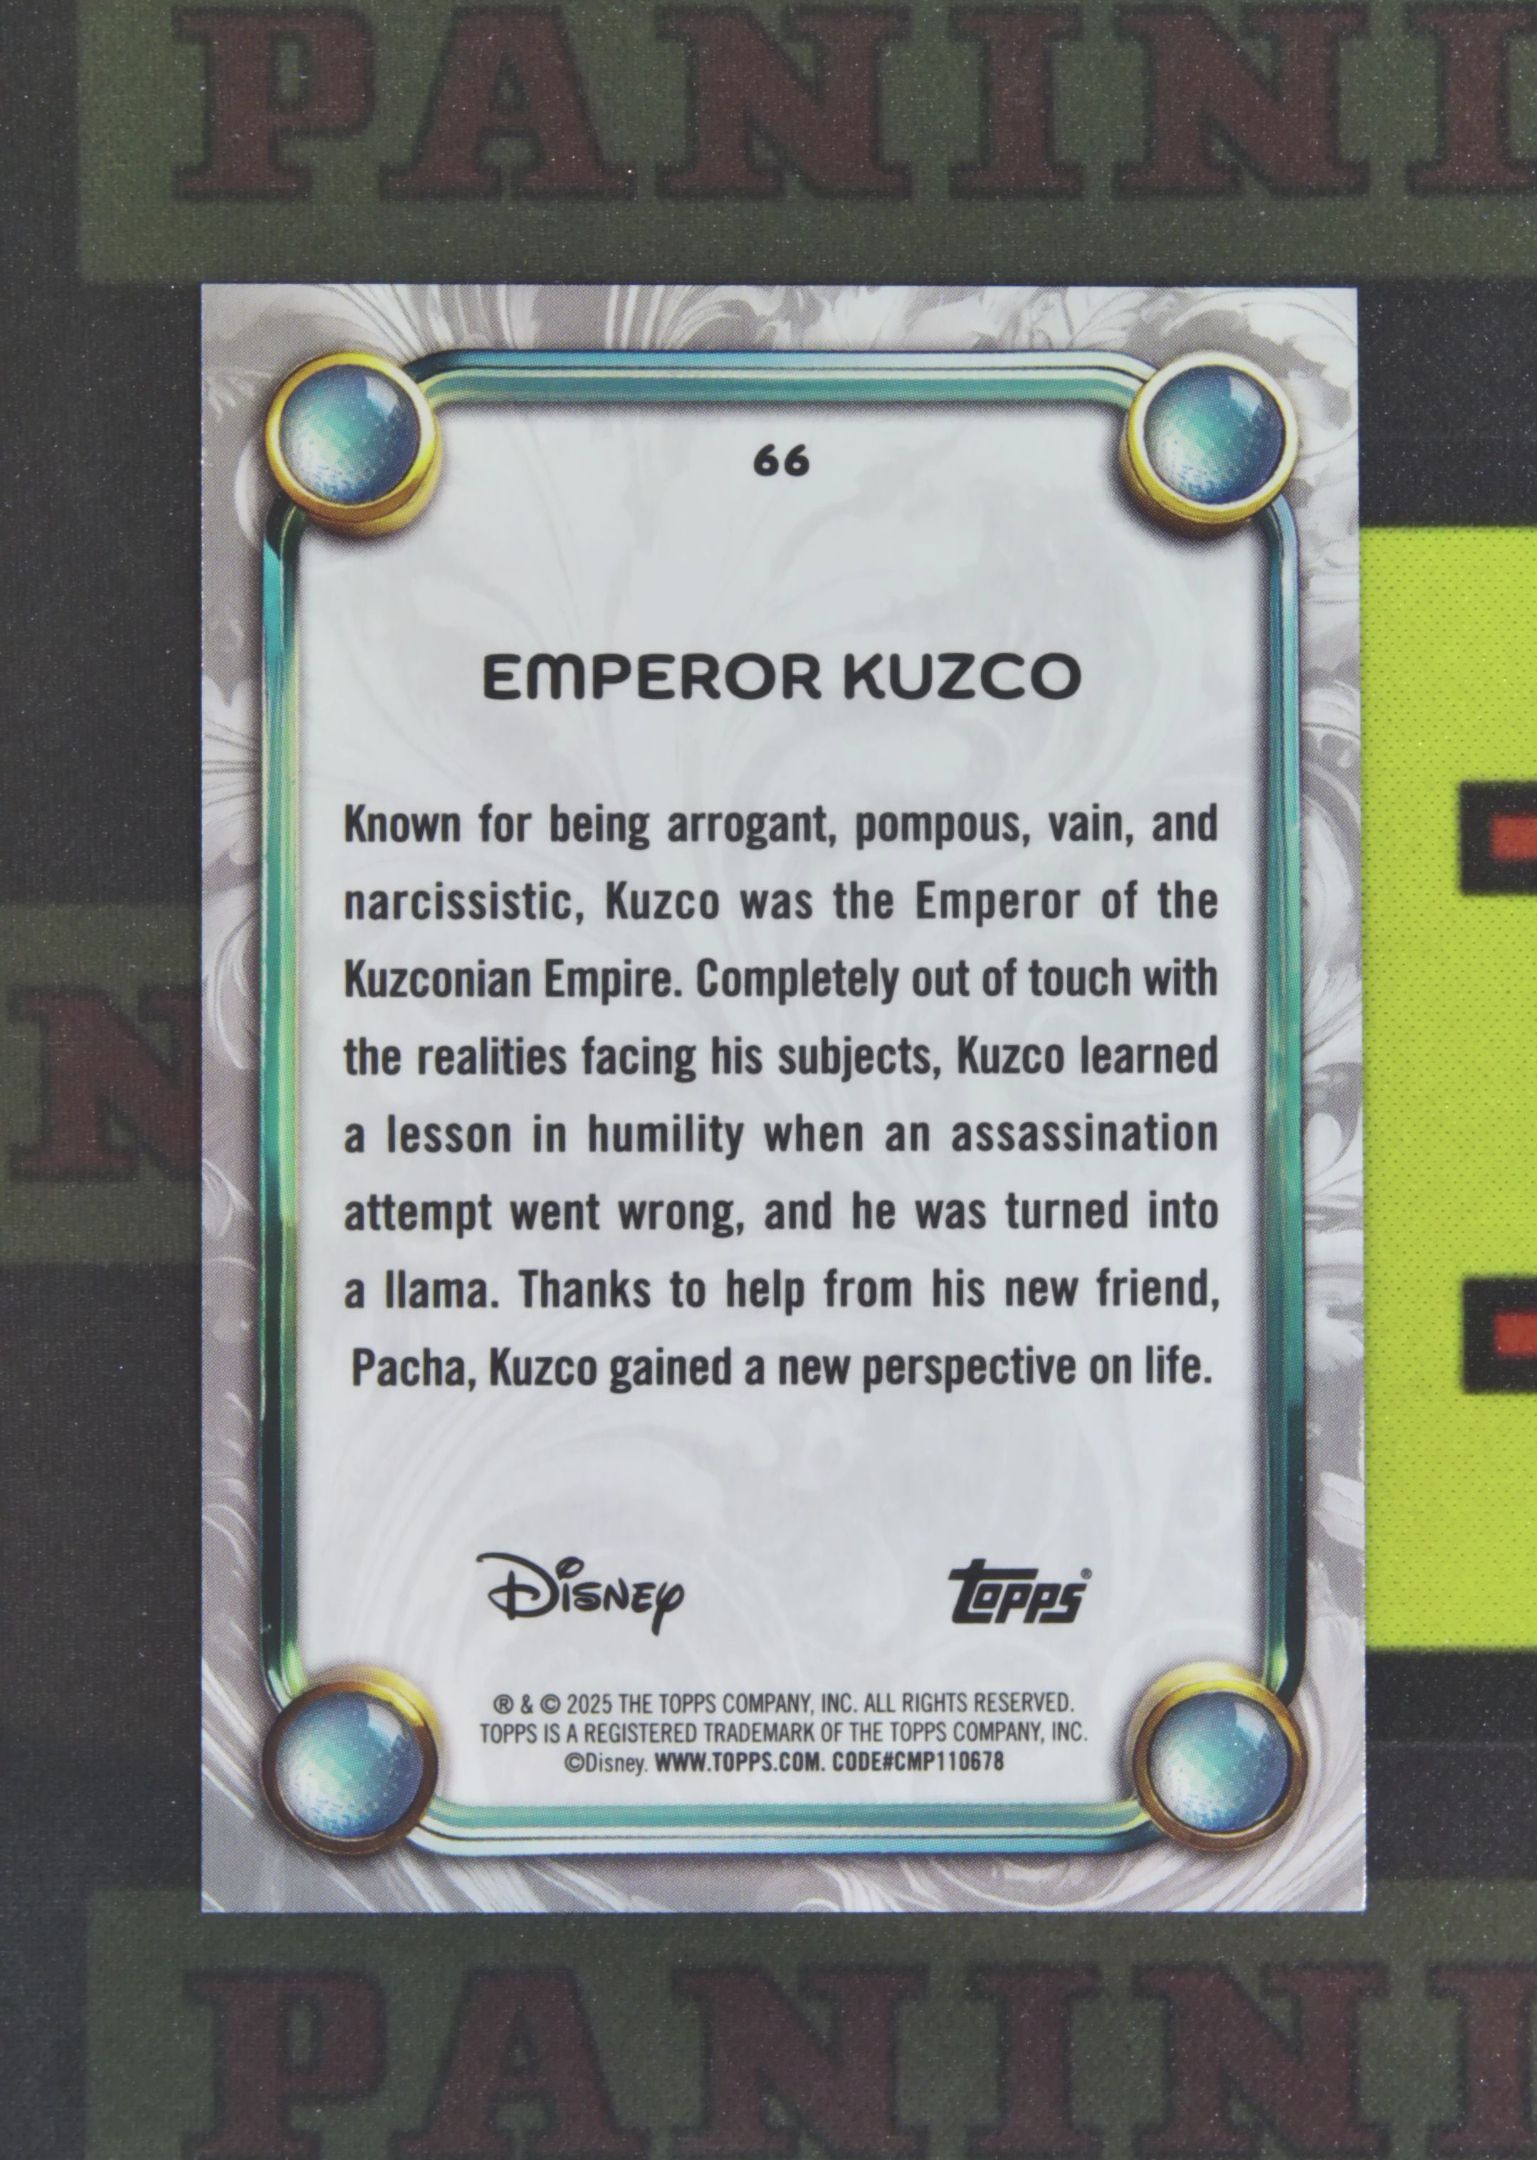 PANINI
66
EMPEROR KUZCO
Known for being arrogant, pompous, vain, and
narcissistic, Kuzco was the Emperor of the
Kuzconian Empire. Completely out of touch with
the realities facing his subjects, Kuzco learned
a lesson in humility when an assassination
attempt went wrong, and he was turned into
a llama. Thanks to help from his new friend,
Pacha, Kuzco gained a new perspective on life.
Disney
topps®
® & © 2025 THE TOPPS COMPANY, INC. ALL RIGHTS RESERVED.
TOPPS IS A REGISTERED TRADEMARK OF THE TOPPS COMPANY, INC.
©Disney. WWW.TOPPS.COM. CODE#CMP110678
PANINI